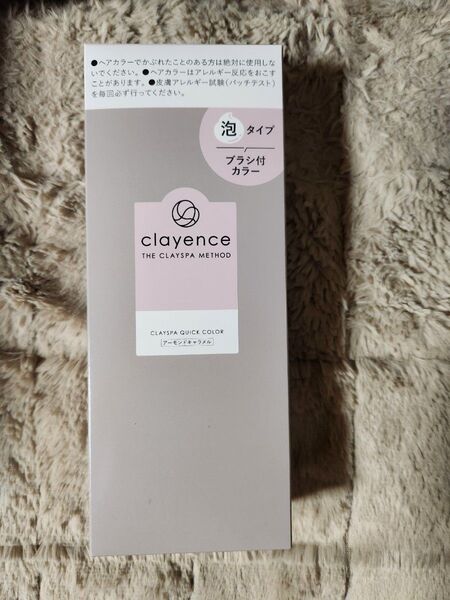 ●ヘアカラーでかぶれたことのある方は絶対に使用しな
いでください。●ヘアカラーはアレルギー反応をおこす
ことがあります。●皮膚アレルギー試験(パッチテスト)
を毎回必ず行ってください。
泡タイプ
ブラシ付
カラー
clayence
THE CLAYSPA METHOD
CLAYSPA QUICK COLOR
アーモンドキャラメル